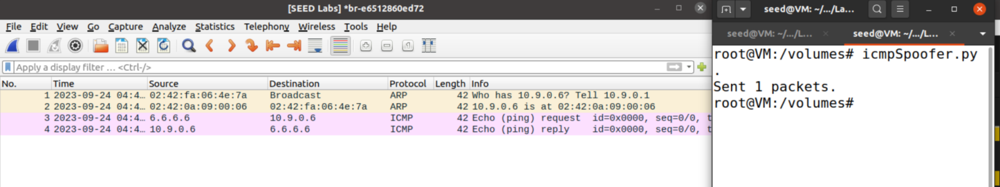 [SEED Labs] *br-e6512860ed72
File Edit View Go Capture Analyze Statistics Telephony Wireless Tools Help
Apply a display filter … <Ctrl-/>
No. Time Source Destination Protocol Length Info
1 2023-09-24 04:4… 02:42:fa:06:4e:7a Broadcast ARP 42 Who has 10.9.0.6? Tell 10.9.0.1
2 2023-09-24 04:4… 02:42:0a:09:00:06 02:42:fa:06:4e:7a ARP 42 10.9.0.6 is at 02:42:0a:09:00:06
3 2023-09-24 04:4… 6.6.6.6 10.9.0.6 ICMP 42 Echo (ping) request id=0x0000, seq=0/0, t
4 2023-09-24 04:4… 10.9.0.6 6.6.6.6 ICMP 42 Echo (ping) reply id=0x0000, seq=0/0, t
seed@VM: ~/.../La...
seed@VM: ~/.../L... seed@VM: ~/.../L...
root@VM:/volumes# icmpSpoofer.py
.
Sent 1 packets.
root@VM:/volumes#